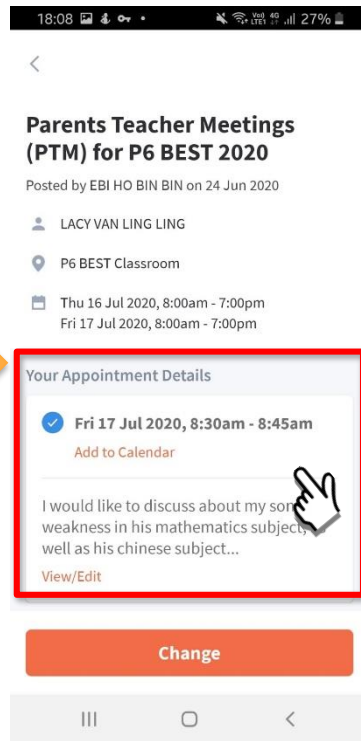 18:08 Vo)) 4G LTE1 27%
Parents Teacher Meetings
(PTM) for P6 BEST 2020
Posted by EBI HO BIN BIN on 24 Jun 2020
LACY VAN LING LING
P6 BEST Classroom
Thu 16 Jul 2020, 8:00am - 7:00pm
Fri 17 Jul 2020, 8:00am - 7:00pm
Your Appointment Details
Fri 17 Jul 2020, 8:30am - 8:45am
Add to Calendar
I would like to discuss about my son
weakness in his mathematics subject,
well as his chinese subject...
View/Edit
Change